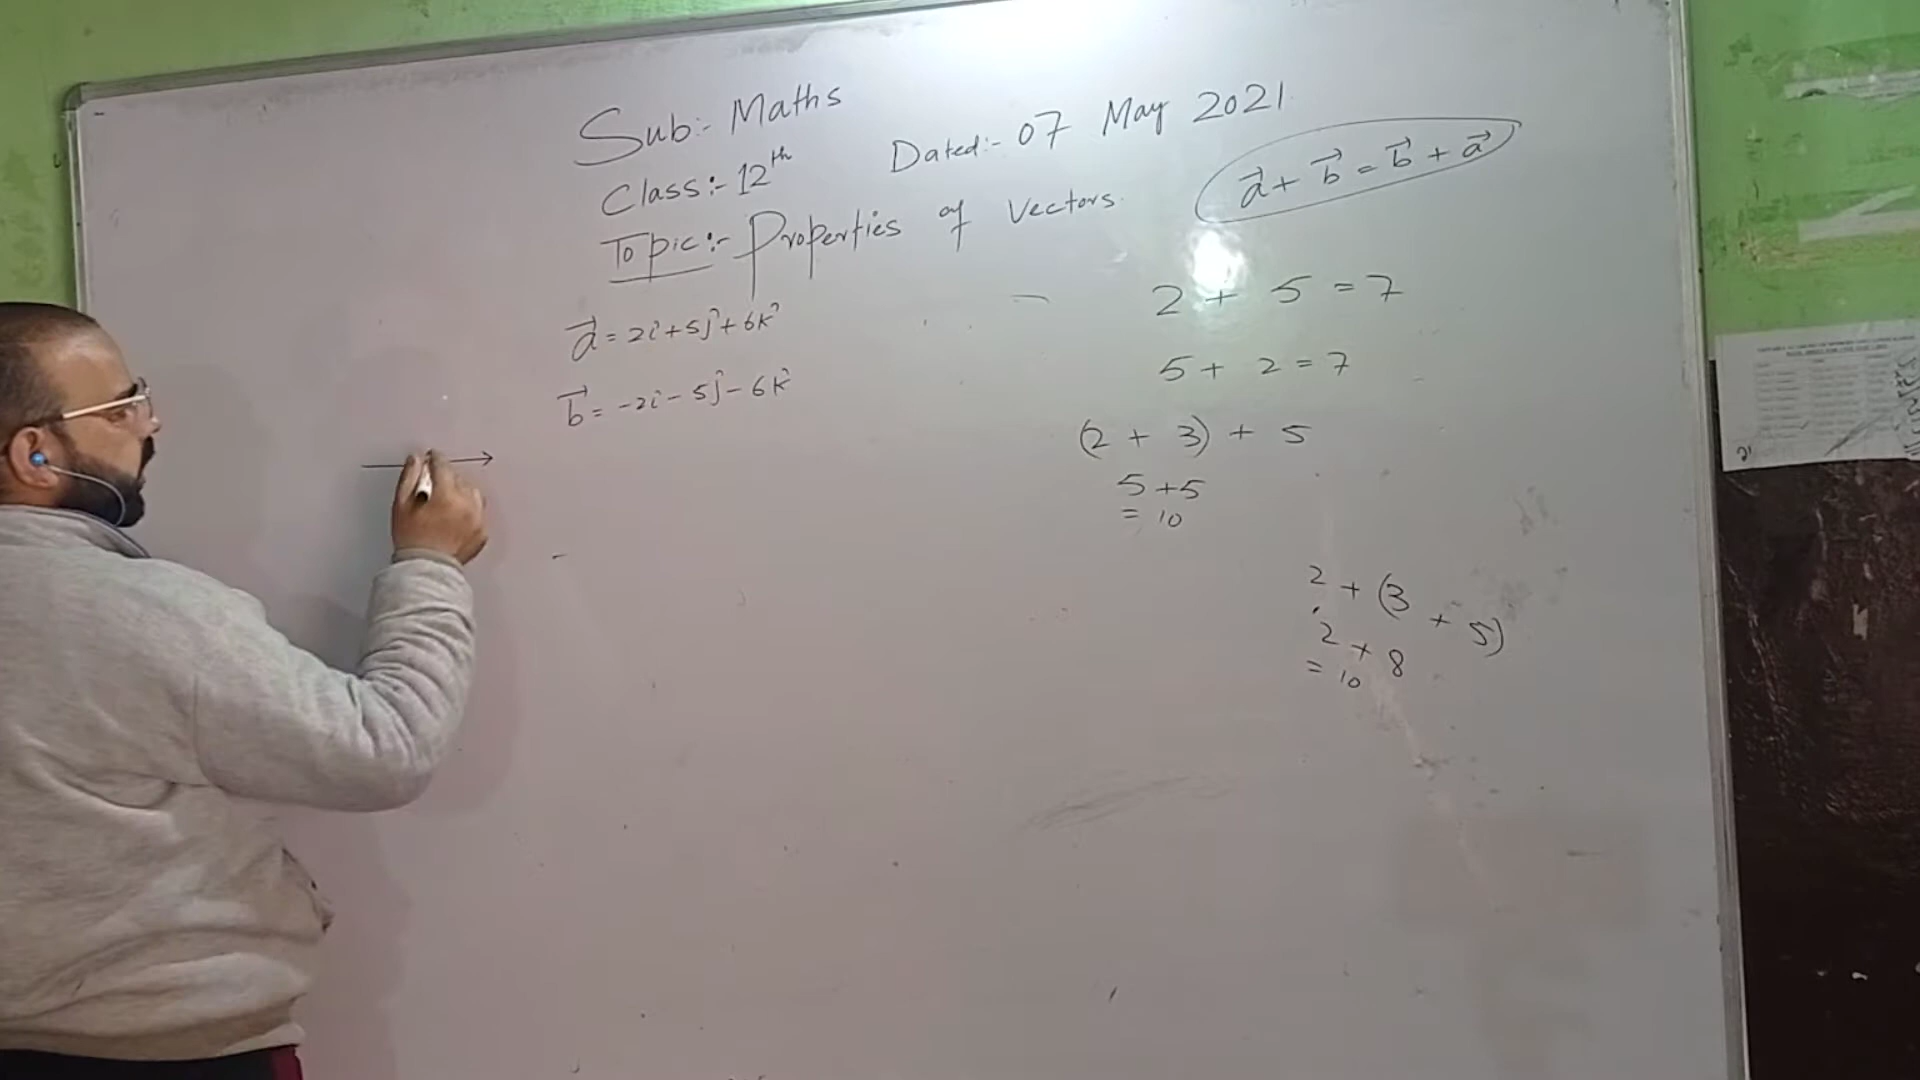 Sub:- Maths
Class:- 12th Dated:- 07 May 2021
Topic:- Properties of Vectors
a⃗ + b⃗ = b⃗ + a⃗
a⃗ = 2î + 5ĵ + 6k̂
b⃗ = -2î - 5ĵ - 6k̂
2 + 5 = 7
5 + 2 = 7
(2 + 3) + 5
5 + 5
= 10
2 + (3 + 5)
2 + 8
= 10